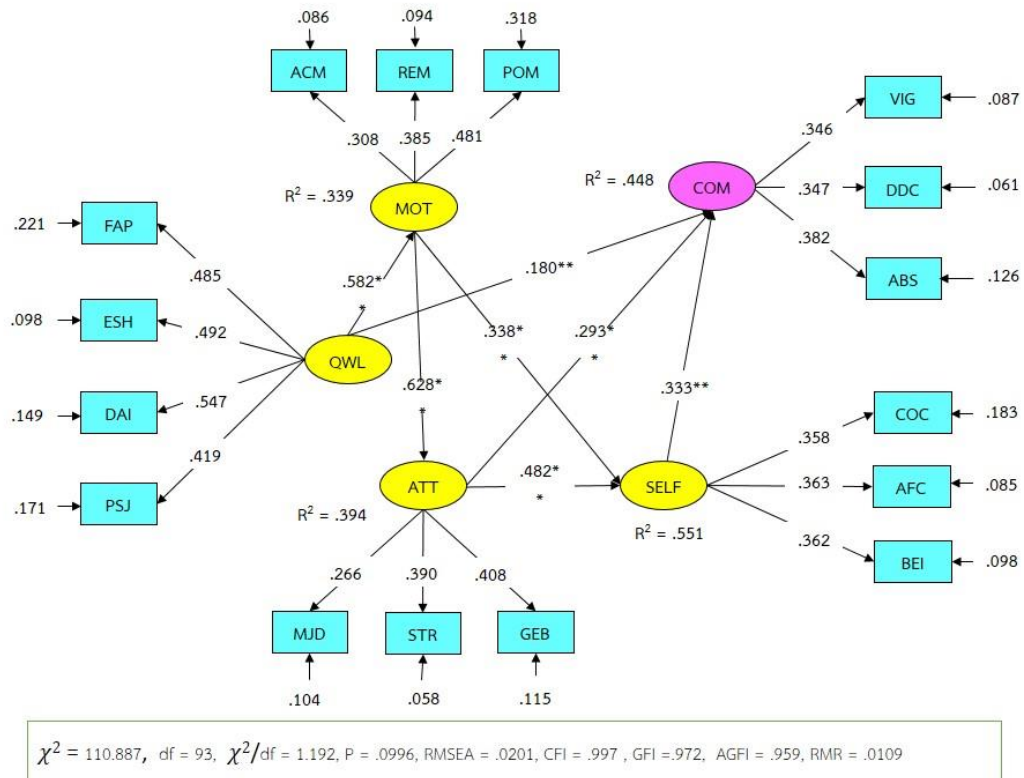 .086 .094 .318
ACM REM POM
VIG .087
.308 .385 .481
.346
R² = .339 MOT
R² = .448 COM
.347 DDC .061
.221 FAP
.382
.485
.582*
*
.180**
ABS .126
.098 ESH .492
QWL
.338*
*
.293*
*
.628*
*
.333**
.149 DAI .547
.358 COC .183
.419
.171 PSJ
ATT
.482*
*
SELF
.363 AFC .085
R² = .394
R² = .551
.362
BEI .098
.266 .390 .408
MJD STR GEB
.104 .058 .115
χ² = 110.887, df = 93, χ²/df = 1.192, P = .0996, RMSEA = .0201, CFI = .997 , GFI =.972, AGFI = .959, RMR = .0109